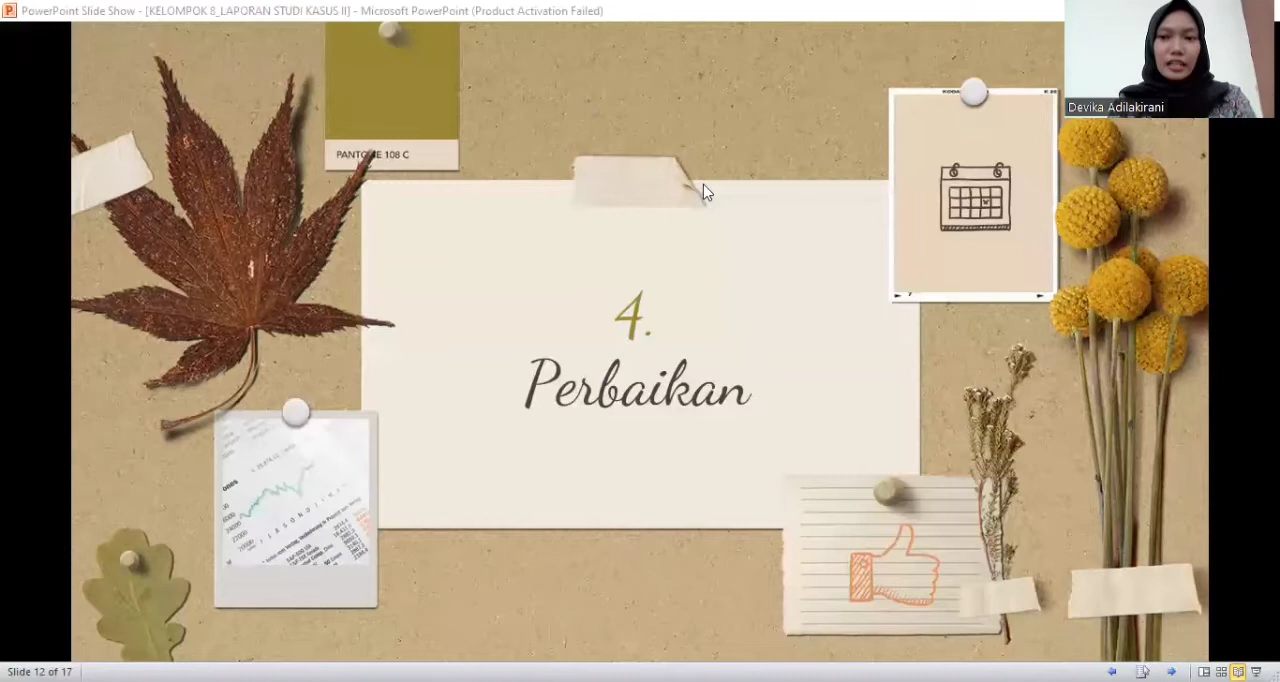 PowerPoint Slide Show - [KELOMPOK 8_LAPORAN STUDI KASUS II] - Microsoft PowerPoint (Product Activation Failed)
Devika Adilakirani
PANTONE 108 C
4.
Perbaikan
Slide 12 of 17